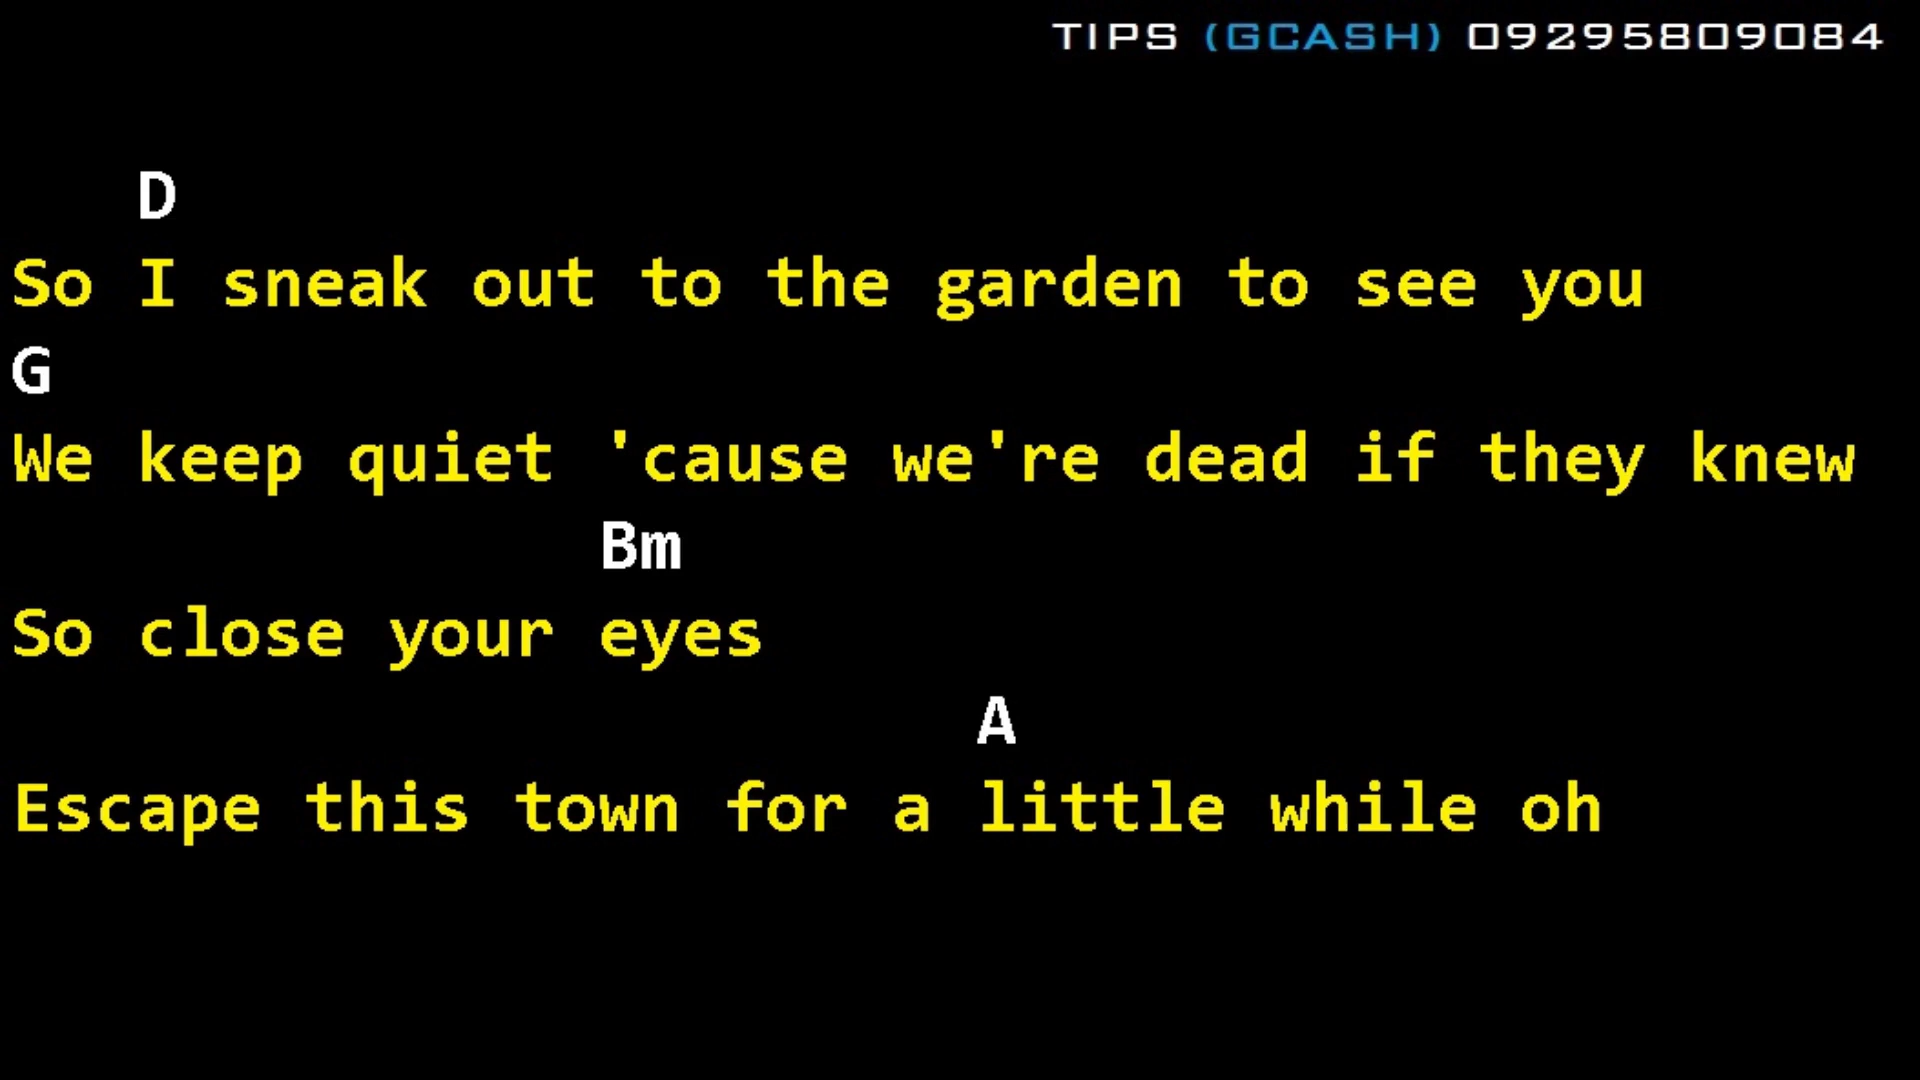 TIPS (GCASH) 09295809084
D
So I sneak out to the garden to see you
G
We keep quiet 'cause we're dead if they knew
Bm
So close your eyes
A
Escape this town for a little while oh